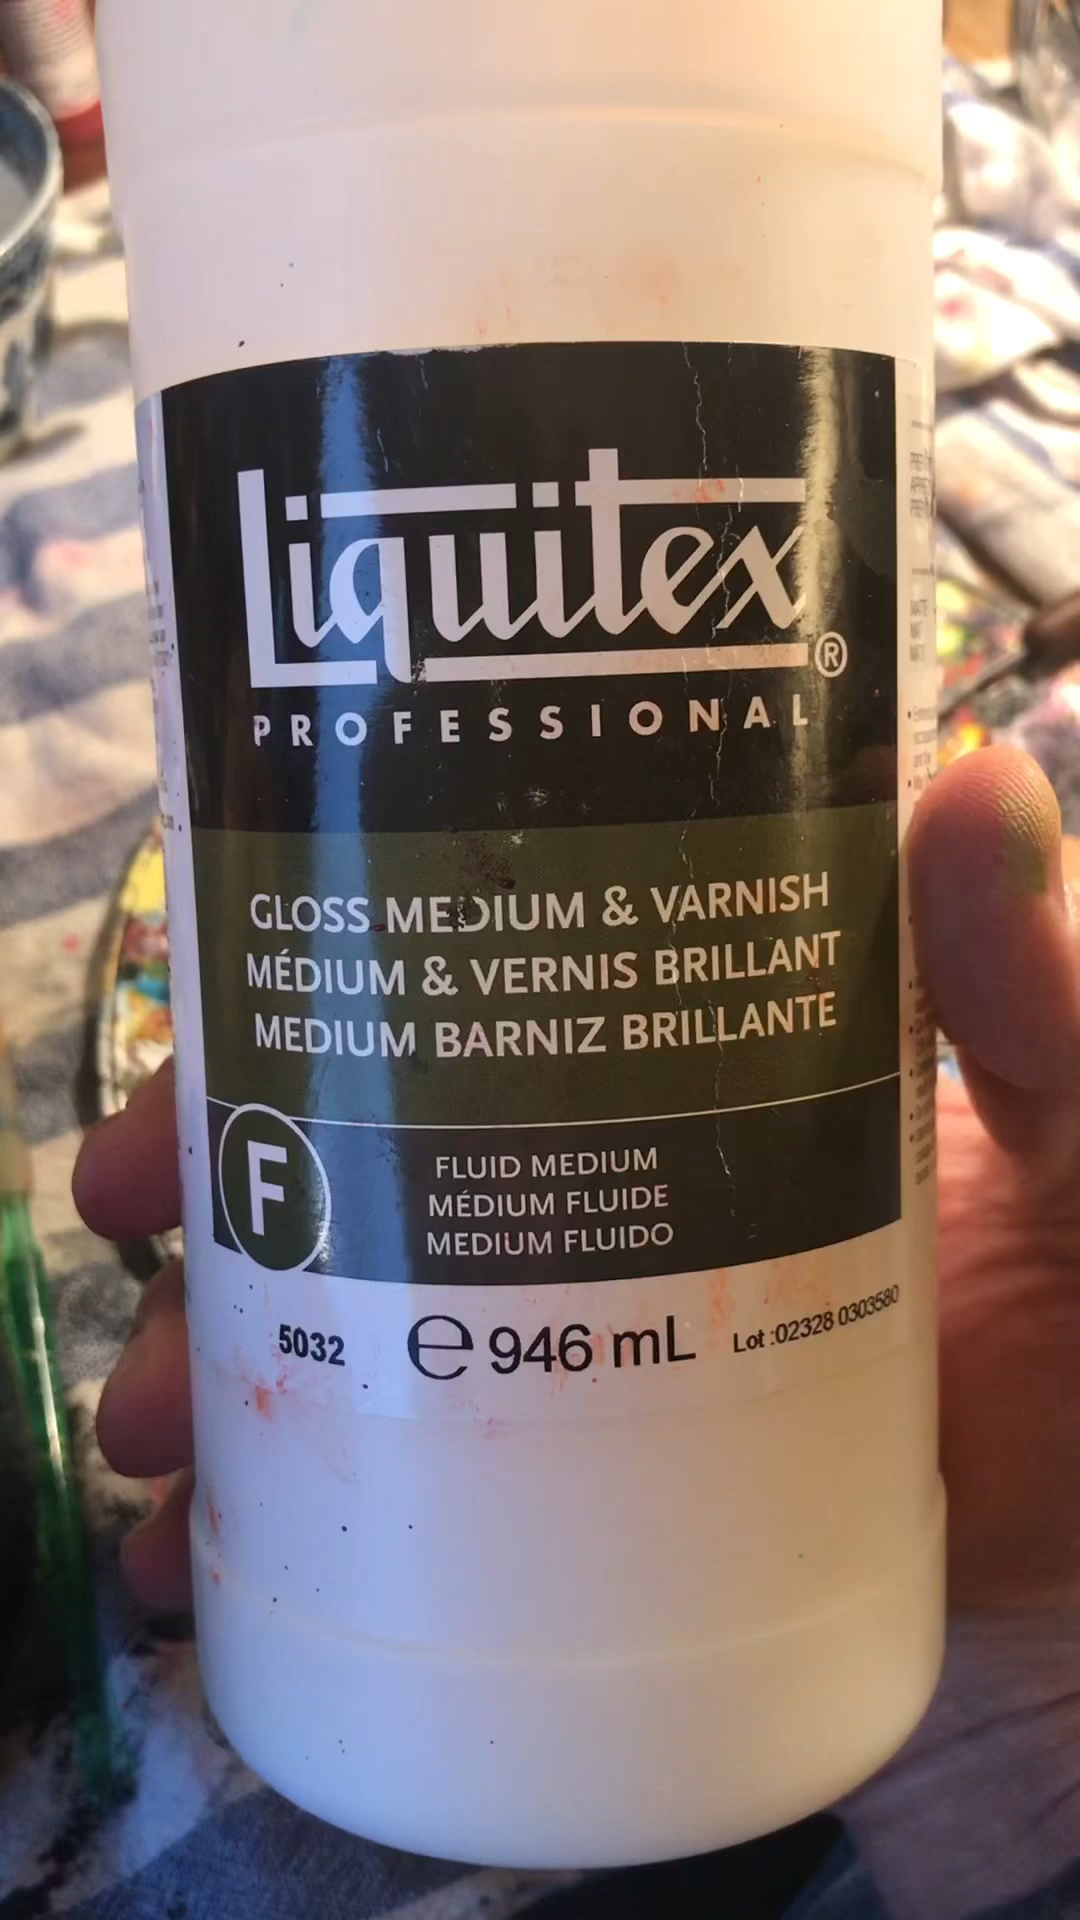 Liquitex®
PROFESSIONAL
GLOSS MEDIUM & VARNISH
MÉDIUM & VERNIS BRILLANT
MEDIUM BARNIZ BRILLANTE
F
FLUID MEDIUM
MÉDIUM FLUIDE
MEDIUM FLUIDO
5032 ℮ 946 mL Lot :02328 0303580